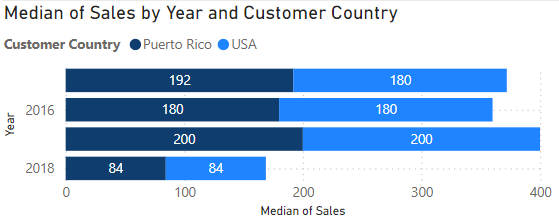 Median of Sales by Year and Customer Country
Customer Country Puerto Rico USA
192 180
2016 180 180
200 200
2018 84 84
Year
0 100 200 300 400
Median of Sales